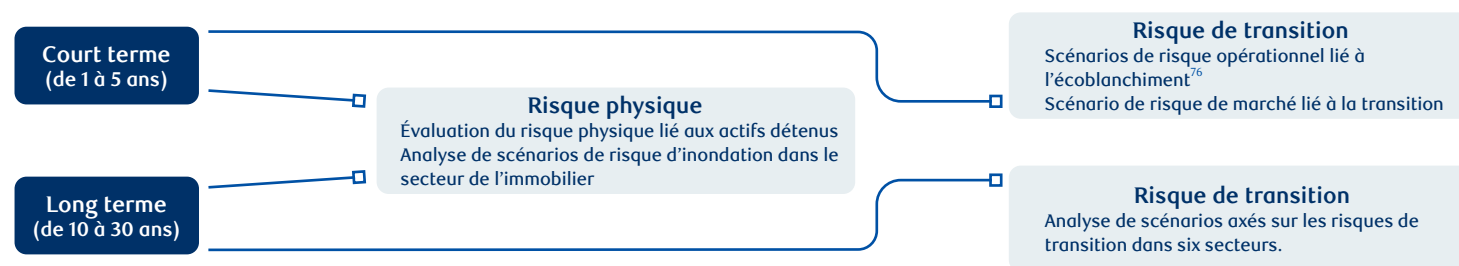 Court terme
(de 1 à 5 ans)
Long terme
(de 10 à 30 ans)
Risque physique
Évaluation du risque physique lié aux actifs détenus
Analyse de scénarios de risque d’inondation dans le
secteur de l’immobilier
Risque de transition
Scénarios de risque opérationnel lié à
l’écoblanchiment76
Scénario de risque de marché lié à la transition
Risque de transition
Analyse de scénarios axés sur les risques de
transition dans six secteurs.